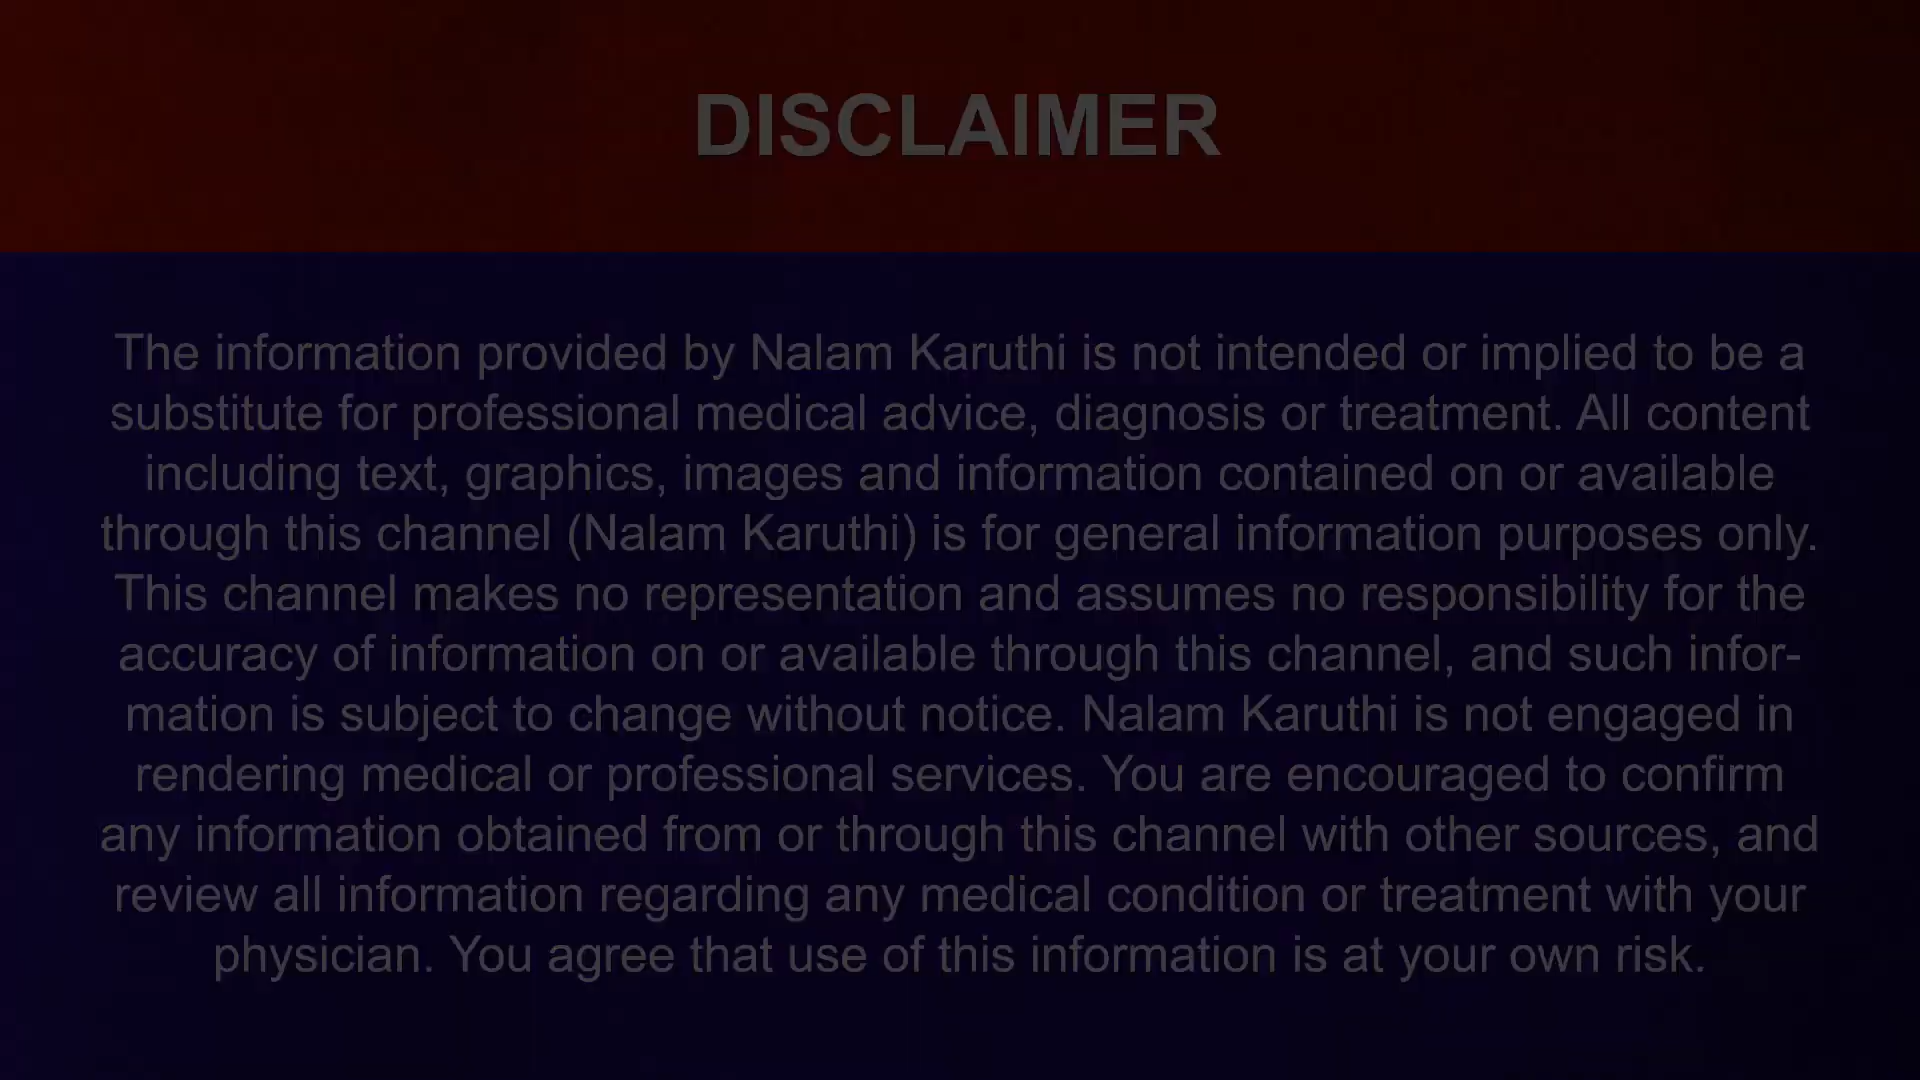 DISCLAIMER
The information provided by Nalam Karuthi is not intended or implied to be a
substitute for professional medical advice, diagnosis or treatment. All content
including text, graphics, images and information contained on or available
through this channel (Nalam Karuthi) is for general information purposes only.
This channel makes no representation and assumes no responsibility for the
accuracy of information on or available through this channel, and such infor-
mation is subject to change without notice. Nalam Karuthi is not engaged in
rendering medical or professional services. You are encouraged to confirm
any information obtained from or through this channel with other sources, and
review all information regarding any medical condition or treatment with your
physician. You agree that use of this information is at your own risk.